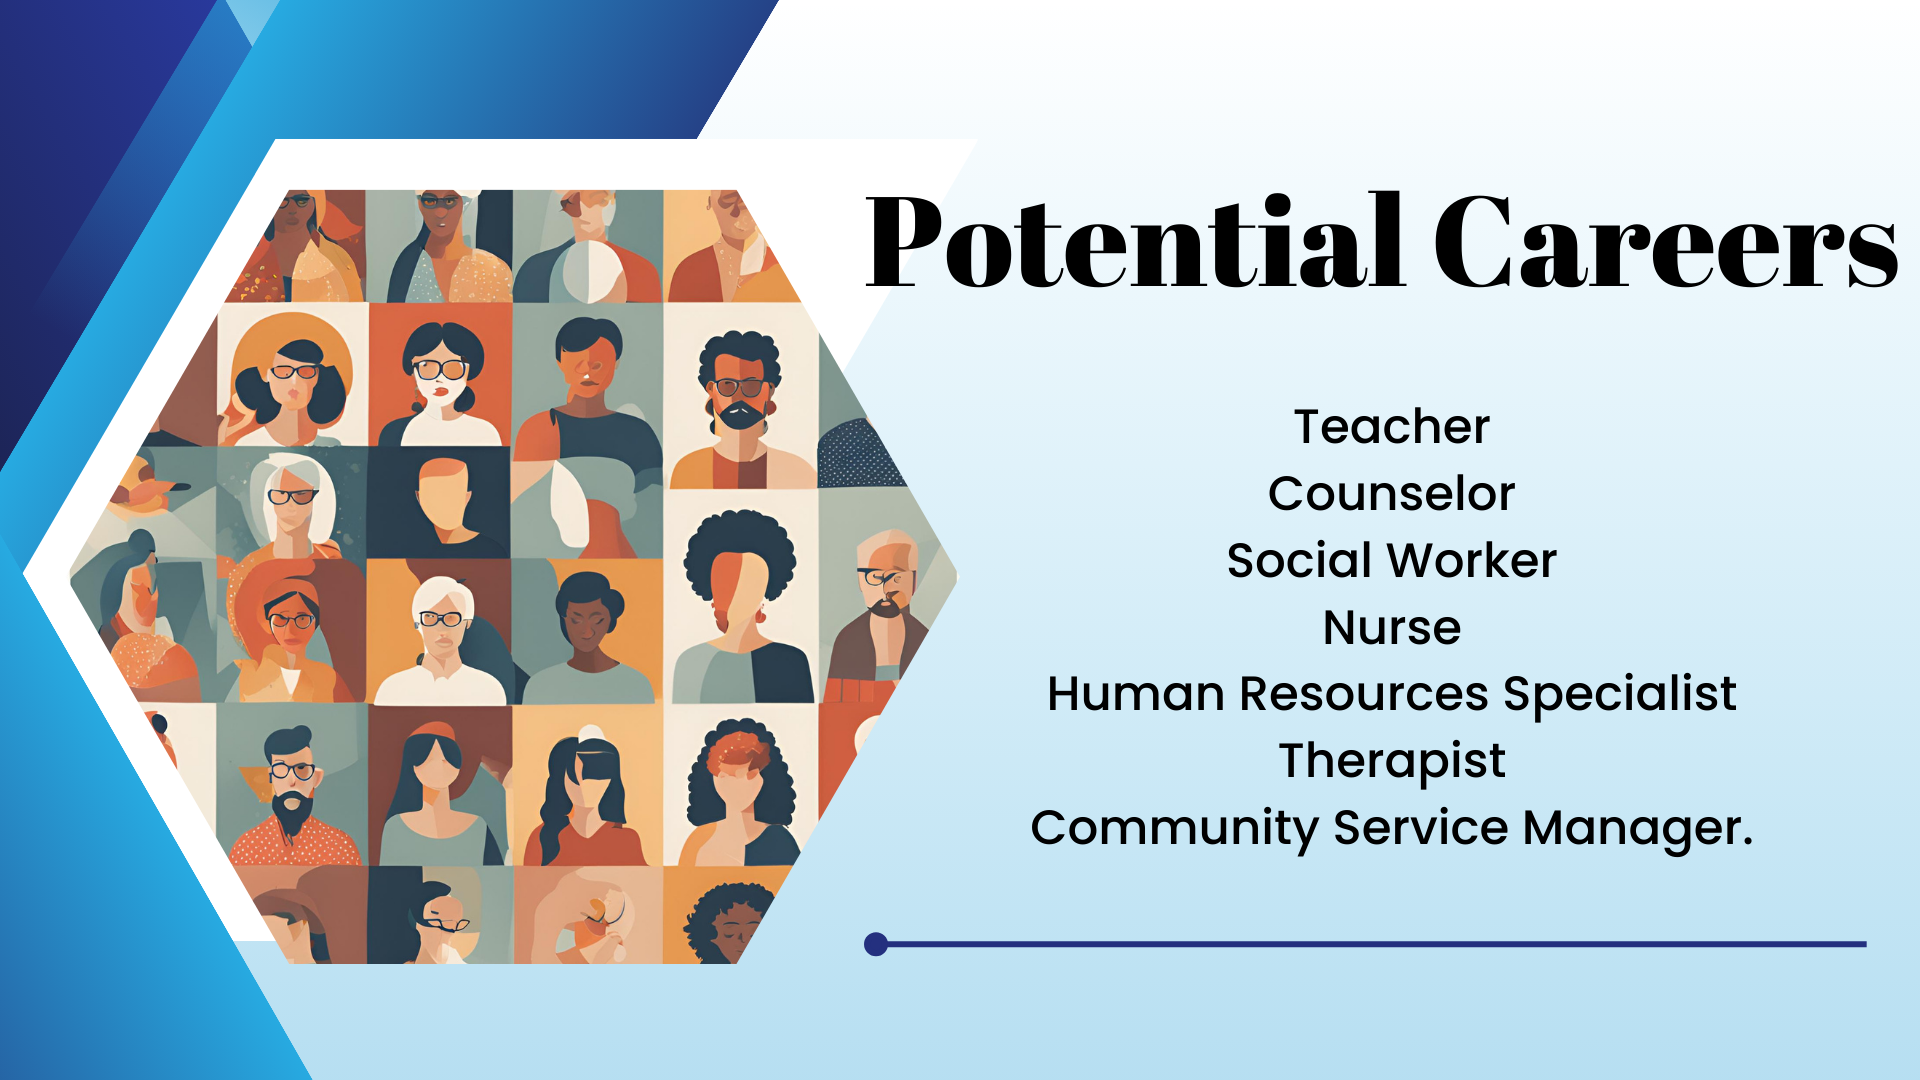 Potential Careers
Teacher
Counselor
Social Worker
Nurse
Human Resources Specialist
Therapist
Community Service Manager.